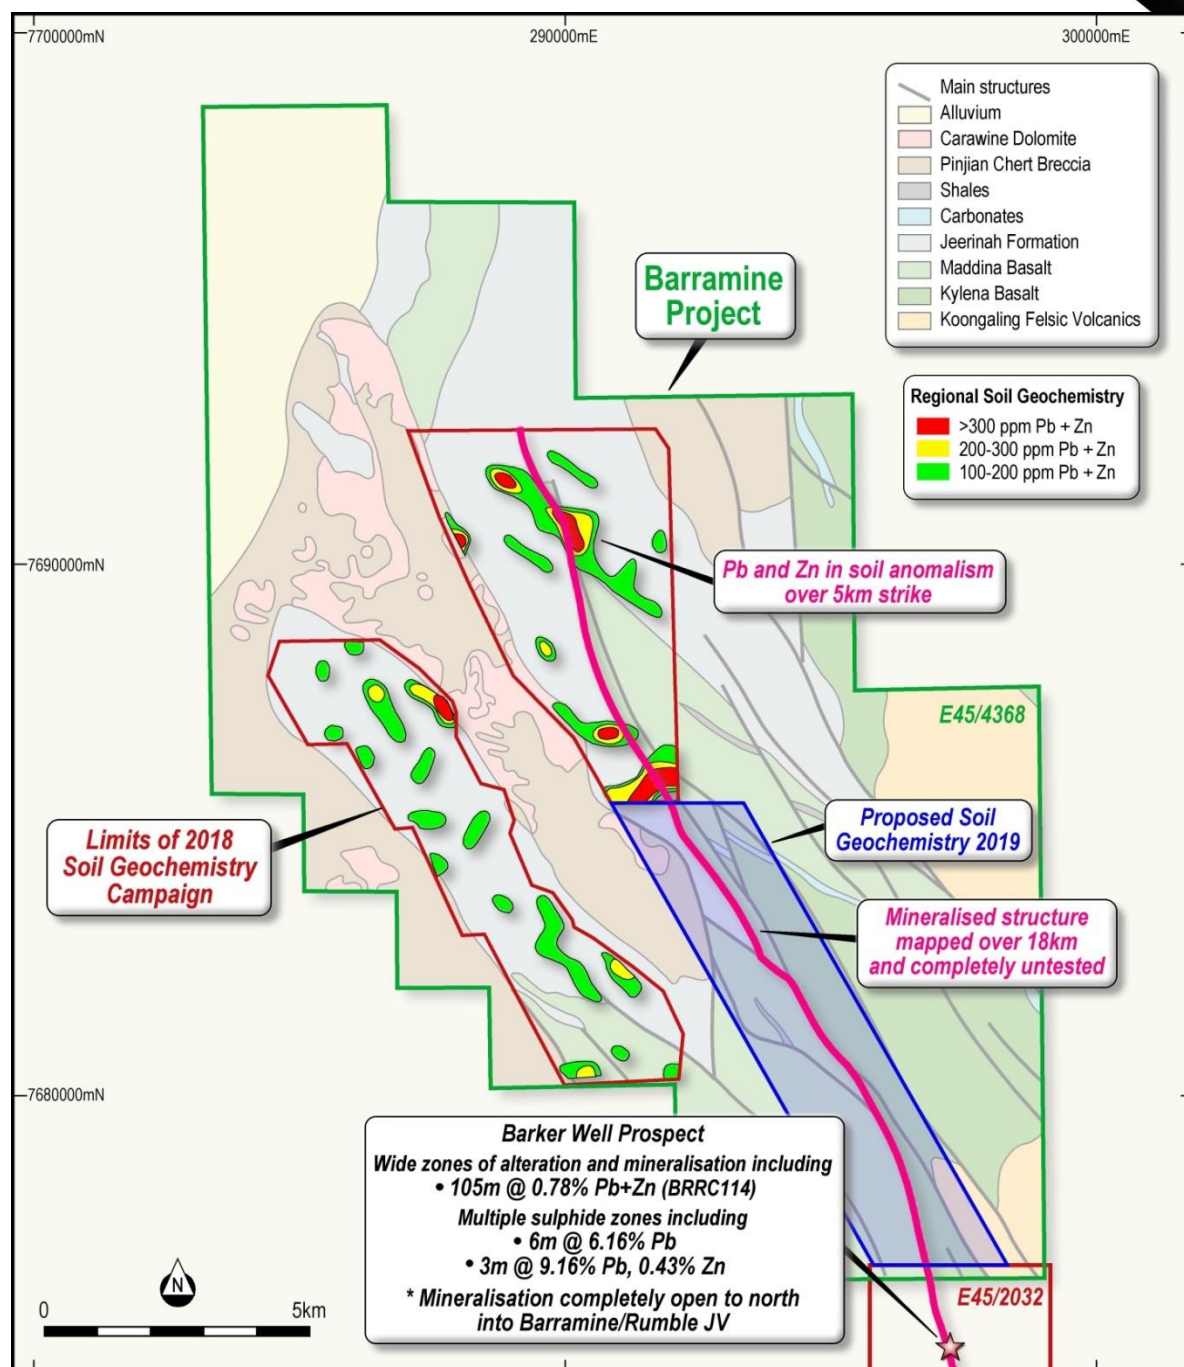 7700000mN
290000mE
300000mE
Main structures
Alluvium
Carawine Dolomite
Pinjian Chert Breccia
Shales
Carbonates
Jeerinah Formation
Maddina Basalt
Kylena Basalt
Koongaling Felsic Volcanics
Barramine
Project
Regional Soil Geochemistry
>300 ppm Pb + Zn
200-300 ppm Pb + Zn
100-200 ppm Pb + Zn
7690000mN
Pb and Zn in soil anomalism
over 5km strike
E45/4368
Proposed Soil
Geochemistry 2019
Limits of 2018
Soil Geochemistry
Campaign
Mineralised structure
mapped over 18km
and completely untested
7680000mN
Barker Well Prospect
Wide zones of alteration and mineralisation including
• 105m @ 0.78% Pb+Zn (BRRC114)
Multiple sulphide zones including
• 6m @ 6.16% Pb
• 3m @ 9.16% Pb, 0.43% Zn
* Mineralisation completely open to north
into Barramine/Rumble JV
E45/2032
N
0 5km